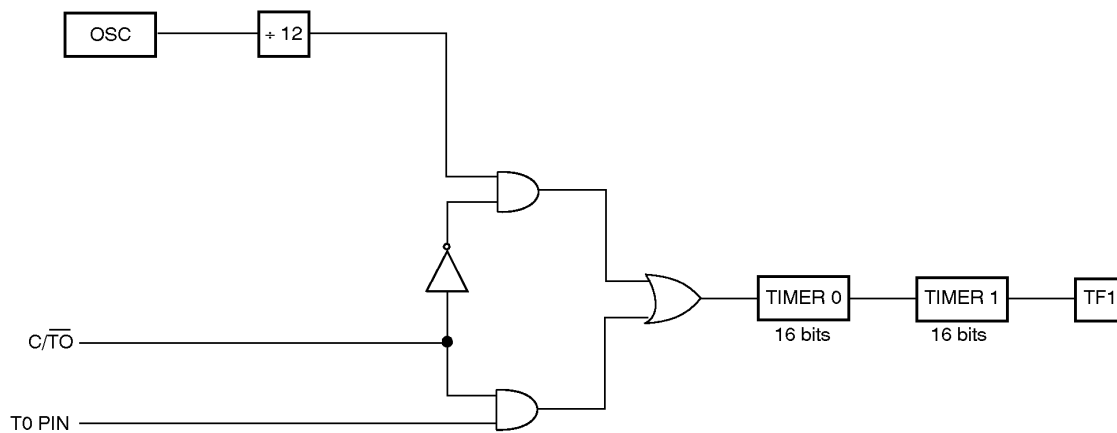 OSC
÷ 12
TIMER 0
TIMER 1
TF1
16 bits
16 bits
C/T̅O̅
T0 PIN